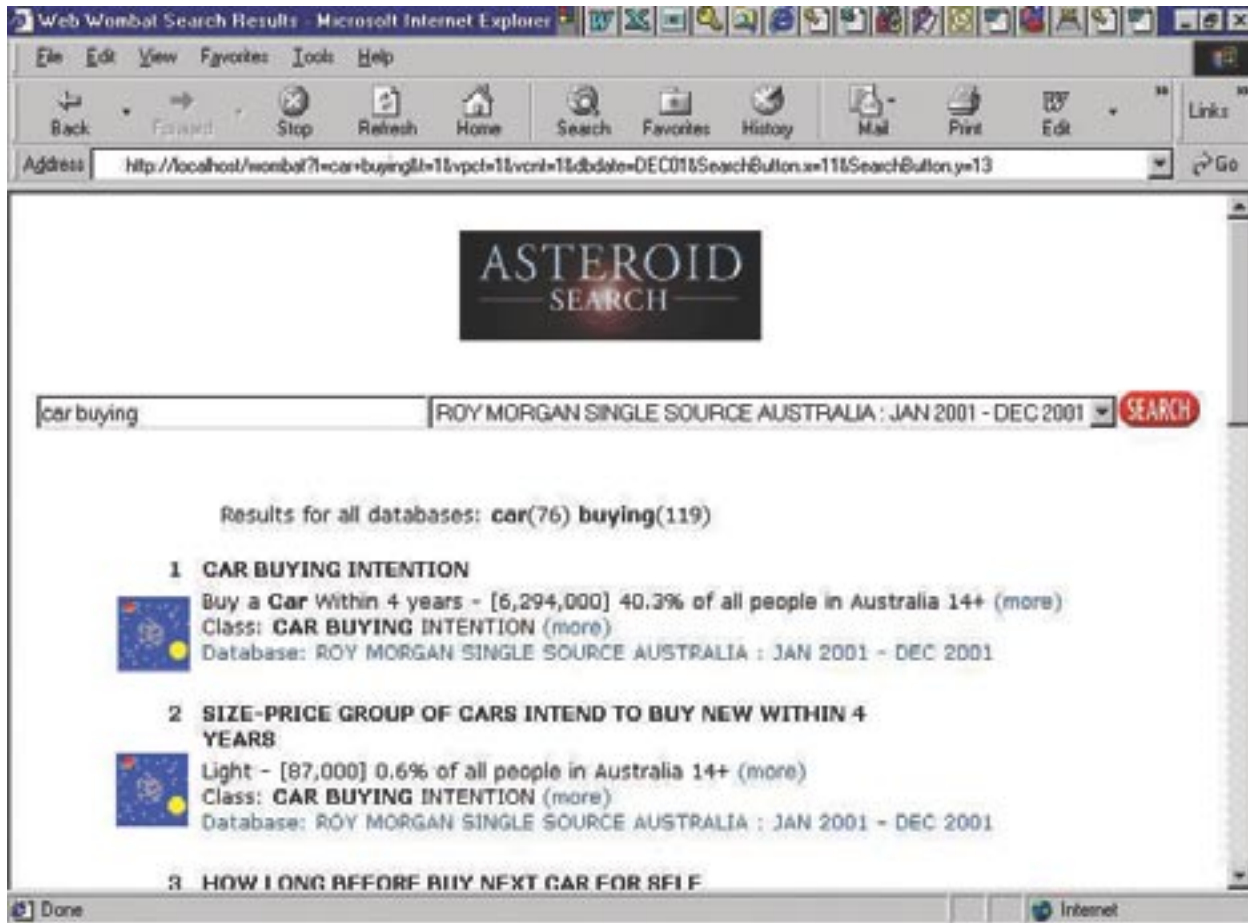 Web Wombat Search Results - Microsoft Internet Explorer
File Edit View Favorites Tools Help
Back Forward Stop Refresh Home Search Favorites History Mail Print Edit Links
Address http://localhost/wombat?l=car+buying&t=1&vpct=1&vcnt=1&dbdate=DEC01&SearchButton.x=11&SearchButton.y=13 Go
ASTEROID
SEARCH
car buying ROY MORGAN SINGLE SOURCE AUSTRALIA : JAN 2001 - DEC 2001 SEARCH
Results for all databases: car(76) buying(119)
1 CAR BUYING INTENTION
Buy a Car Within 4 years - [6,294,000] 40.3% of all people in Australia 14+ (more)
Class: CAR BUYING INTENTION (more)
Database: ROY MORGAN SINGLE SOURCE AUSTRALIA : JAN 2001 - DEC 2001
2 SIZE-PRICE GROUP OF CARS INTEND TO BUY NEW WITHIN 4
YEARS
Light - [87,000] 0.6% of all people in Australia 14+ (more)
Class: CAR BUYING INTENTION (more)
Database: ROY MORGAN SINGLE SOURCE AUSTRALIA : JAN 2001 - DEC 2001
3 HOW LONG BEFORE BUY NEXT CAR FOR SELF
Done Internet